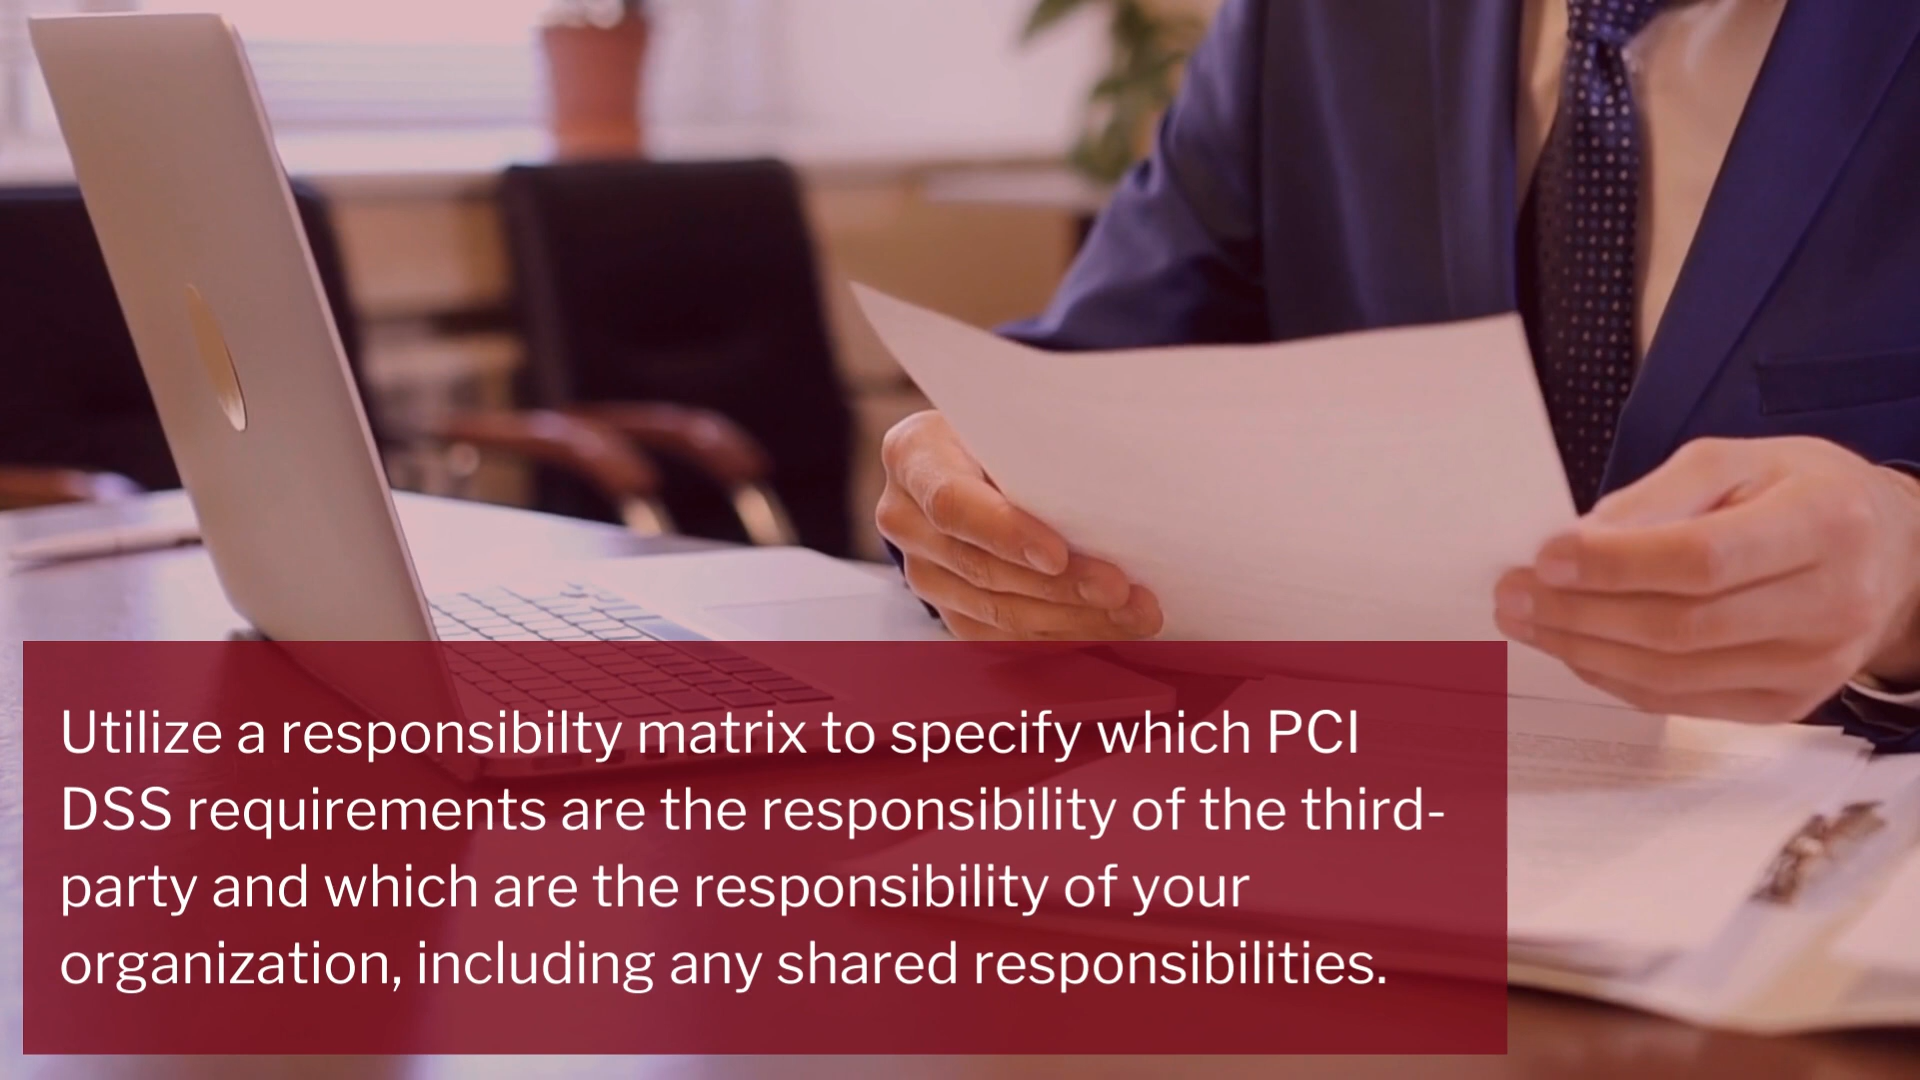 Utilize a responsibilty matrix to specify which PCI
DSS requirements are the responsibility of the third-
party and which are the responsibility of your
organization, including any shared responsibilities.